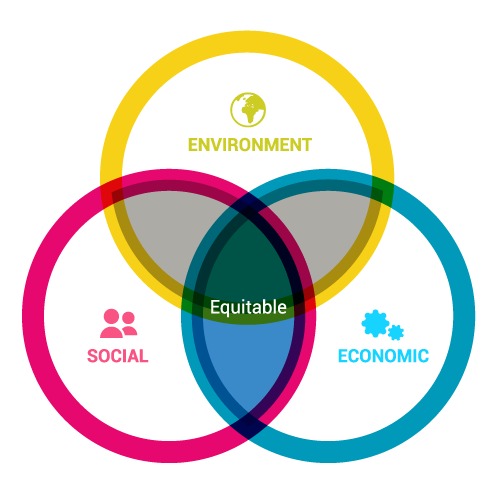 ENVIRONMENT
Equitable
SOCIAL
ECONOMIC